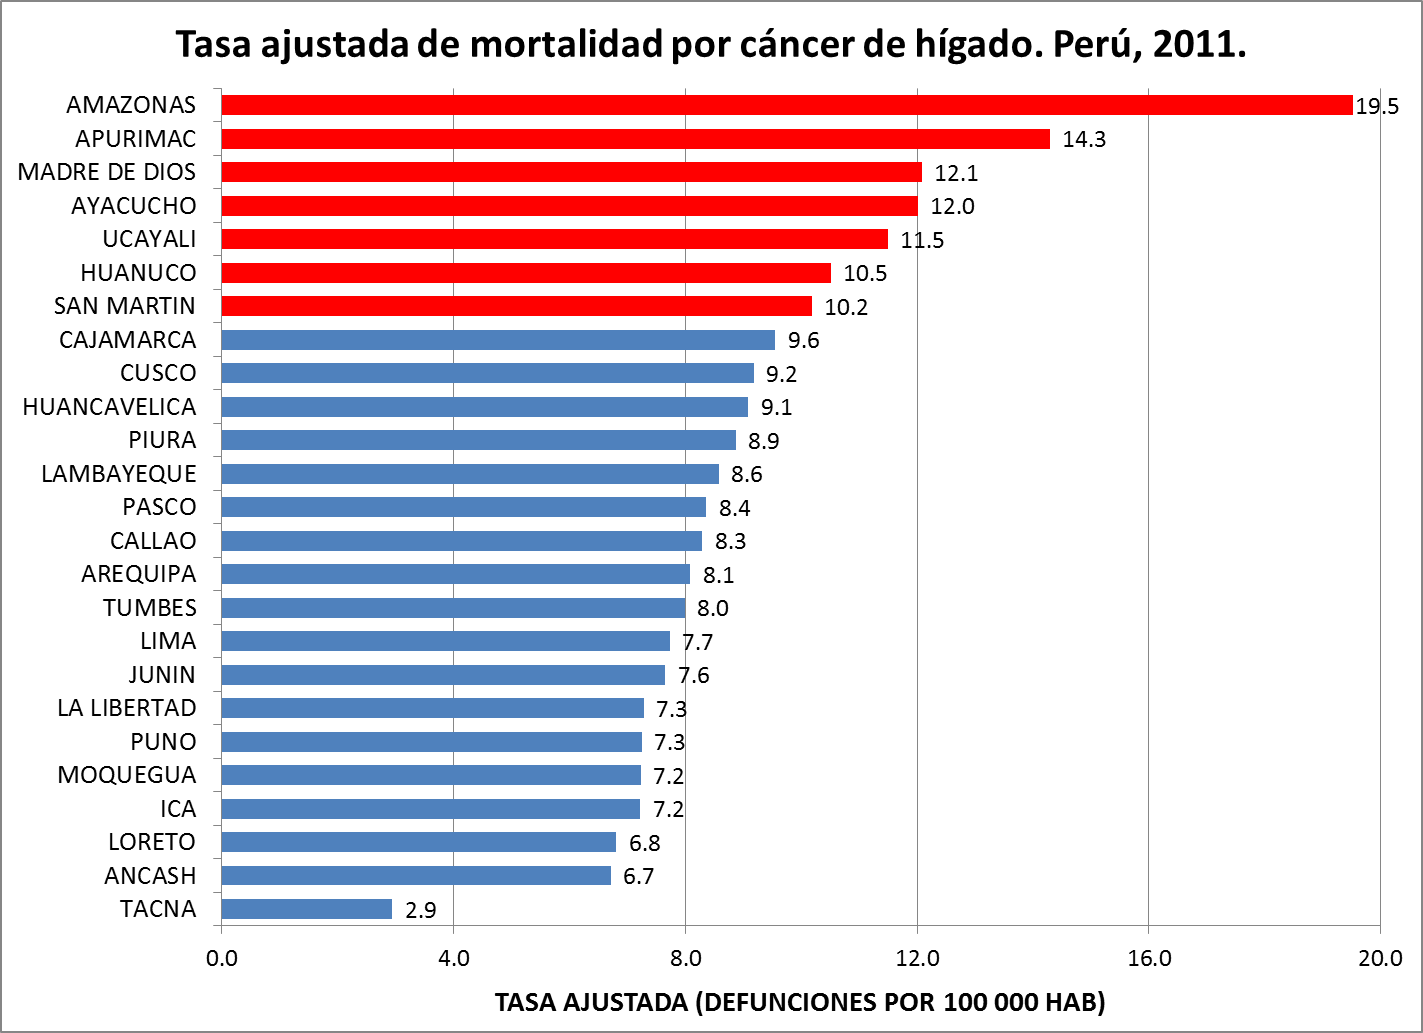 Tasa ajustada de mortalidad por cáncer de hígado. Perú, 2011.
AMAZONAS 19.5
APURIMAC 14.3
MADRE DE DIOS 12.1
AYACUCHO 12.0
UCAYALI 11.5
HUANUCO 10.5
SAN MARTIN 10.2
CAJAMARCA 9.6
CUSCO 9.2
HUANCAVELICA 9.1
PIURA 8.9
LAMBAYEQUE 8.6
PASCO 8.4
CALLAO 8.3
AREQUIPA 8.1
TUMBES 8.0
LIMA 7.7
JUNIN 7.6
LA LIBERTAD 7.3
PUNO 7.3
MOQUEGUA 7.2
ICA 7.2
LORETO 6.8
ANCASH 6.7
TACNA 2.9
0.0 4.0 8.0 12.0 16.0 20.0
TASA AJUSTADA (DEFUNCIONES POR 100 000 HAB)